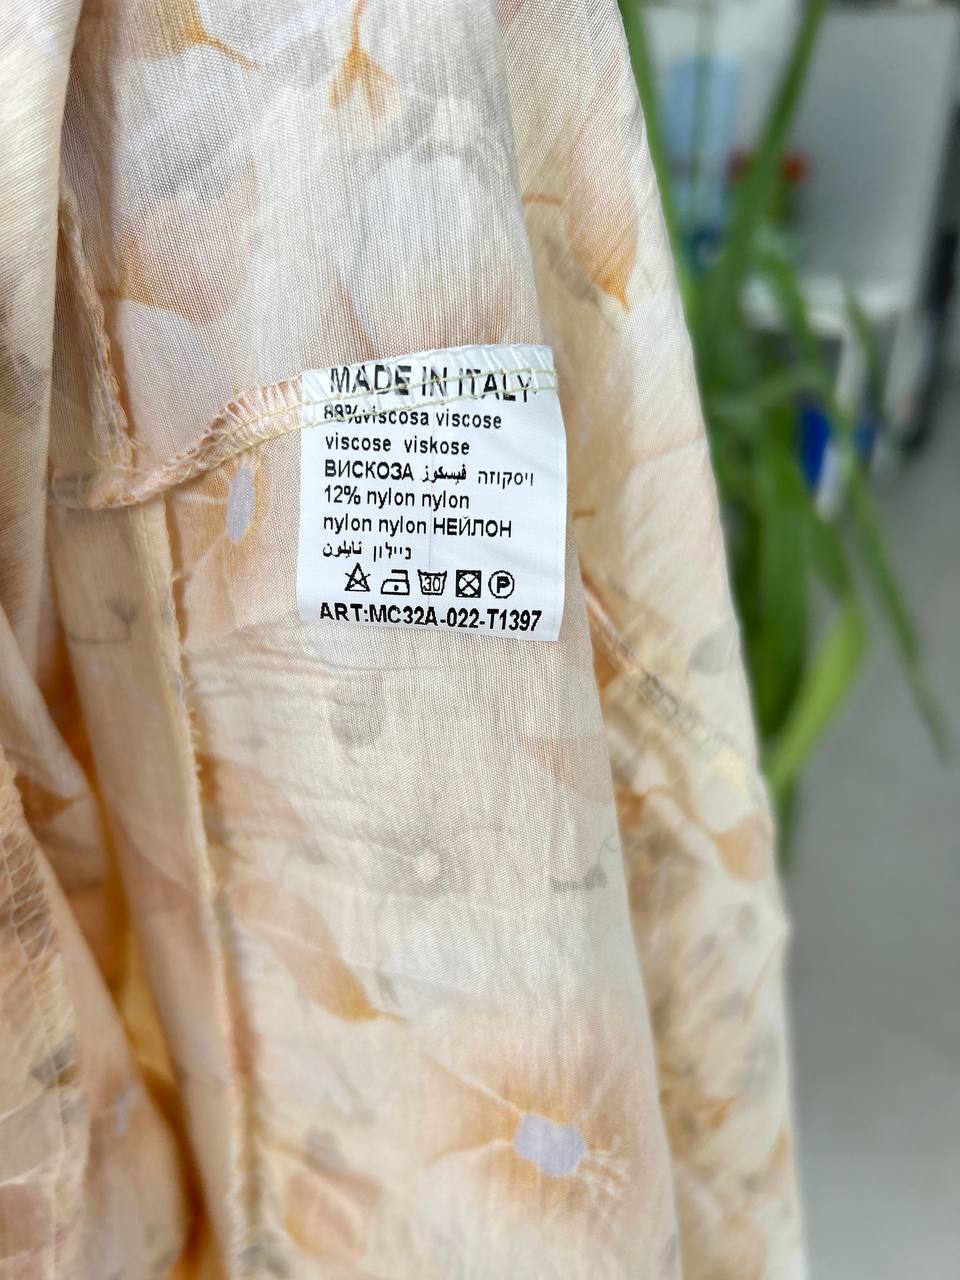 MADE IN ITALY
88%viscosa viscose
viscose viskose
ВИСКОЗА فيسكوز ויסקוזה
12% nylon nylon
nylon nylon НЕЙЛОН
نايلون ניילון
30 P
ART:MC32A-022-T1397